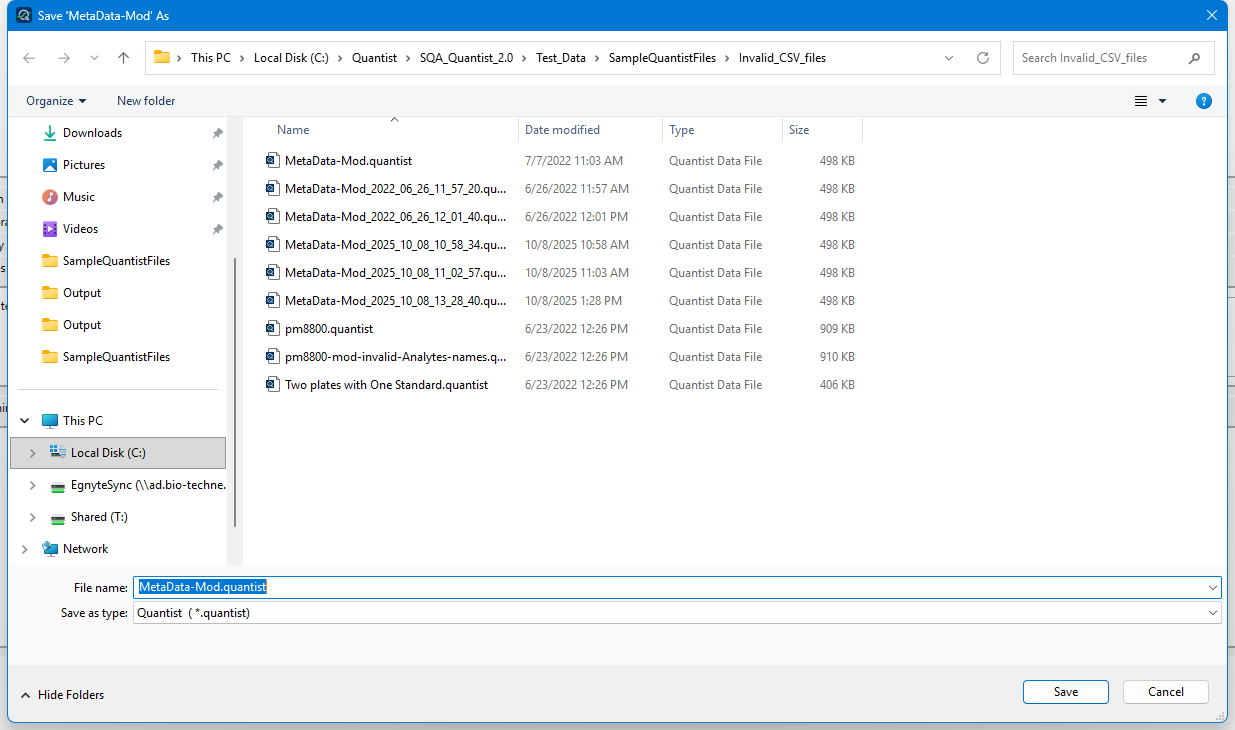 Save 'MetaData-Mod' As
This PC > Local Disk (C:) > Quantist > SQA_Quantist_2.0 > Test_Data > SampleQuantistFiles > Invalid_CSV_files
Search Invalid_CSV_files
Organize New folder
Downloads
Pictures
Music
Videos
SampleQuantistFiles
Output
Output
SampleQuantistFiles
This PC
Local Disk (C:)
EgnyteSync (\\ad.bio-techne.
Shared (T:)
Network
Name Date modified Type Size
MetaData-Mod.quantist 7/7/2022 11:03 AM Quantist Data File 498 KB
MetaData-Mod_2022_06_26_11_57_20.qu... 6/26/2022 11:57 AM Quantist Data File 498 KB
MetaData-Mod_2022_06_26_12_01_40.qu... 6/26/2022 12:01 PM Quantist Data File 498 KB
MetaData-Mod_2025_10_08_10_58_34.qu... 10/8/2025 10:58 AM Quantist Data File 498 KB
MetaData-Mod_2025_10_08_11_02_57.qu... 10/8/2025 11:03 AM Quantist Data File 498 KB
MetaData-Mod_2025_10_08_13_28_40.qu... 10/8/2025 1:28 PM Quantist Data File 498 KB
pm8800.quantist 6/23/2022 12:26 PM Quantist Data File 909 KB
pm8800-mod-invalid-Analytes-names.q... 6/23/2022 12:26 PM Quantist Data File 910 KB
Two plates with One Standard.quantist 6/23/2022 12:26 PM Quantist Data File 406 KB
File name: MetaData-Mod.quantist
Save as type: Quantist ( *.quantist)
Hide Folders
Save Cancel